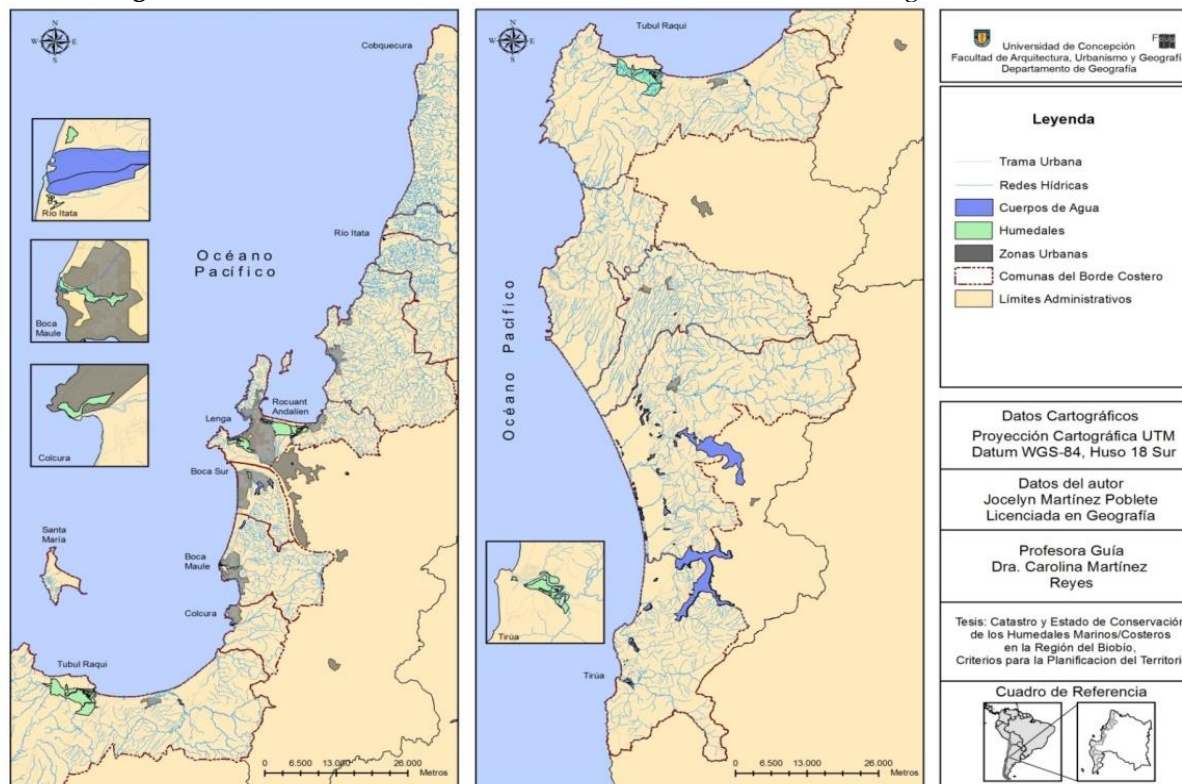 N
W
E
S
Cobquecura
Río Itata
Río Itata
Océano
Pacífico
Boca
Maule
Colcura
Lenga
Rocuant
Andalíen
Boca Sur
Santa
María
Boca
Maule
Colcura
Tubul Raqui
0 6.500 13.000 26.000
Metros
N
W
E
S
Tubul Raqui
Océano Pacífico
Tirúa
Tirúa
0 6.500 13.000 26.000
Metros
Universidad de Concepción
Facultad de Arquitectura, Urbanismo y Geografí
Departamento de Geografía
Leyenda
Trama Urbana
Redes Hídricas
Cuerpos de Agua
Humedales
Zonas Urbanas
Comunas del Borde Costero
Límites Administrativos
Datos Cartográficos
Proyección Cartográfica UTM
Datum WGS-84, Huso 18 Sur
Datos del autor
Jocelyn Martínez Poblete
Licenciada en Geografía
Profesora Guía
Dra. Carolina Martínez
Reyes
Tesis: Catastro y Estado de Conservación
de los Humedales Marinos/Costeros
en la Región del Biobío,
Criterios para la Planificacion del Territori
Cuadro de Referencia